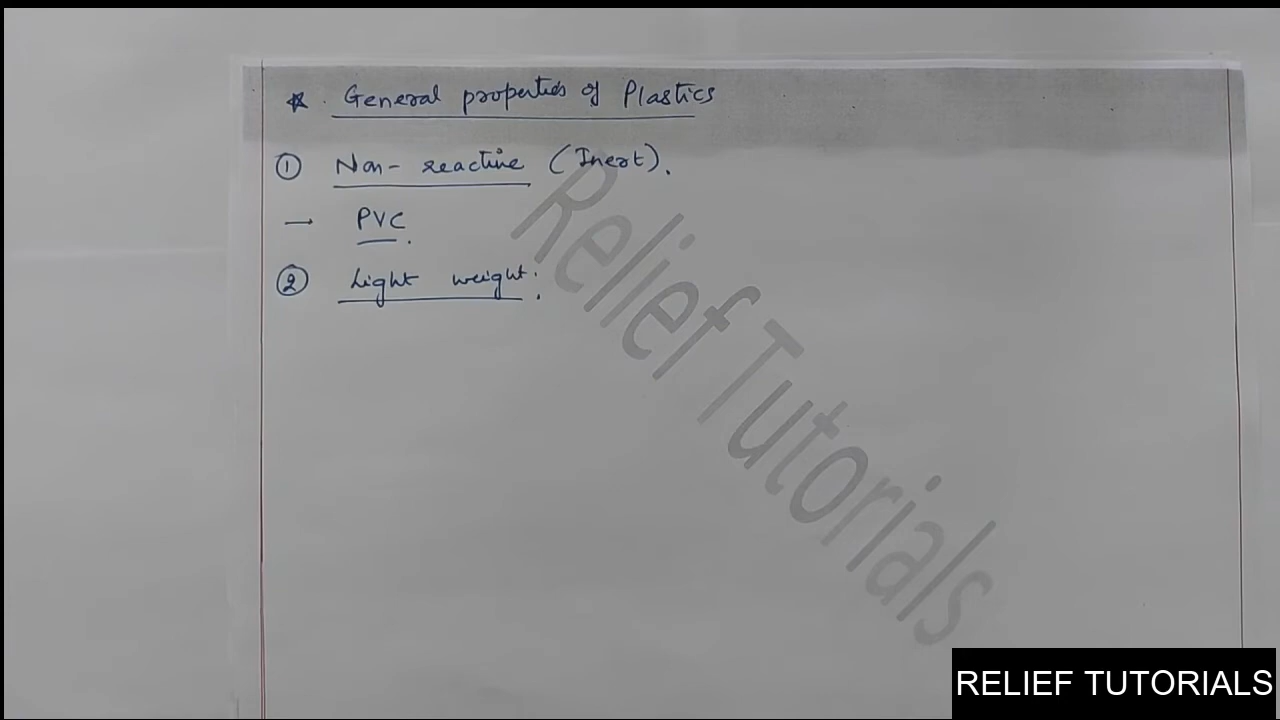 ★. General properties of Plastics
① Non-reactive (Inert).
→ PVC.
② Light weight:
Relief Tutorials
RELIEF TUTORIALS